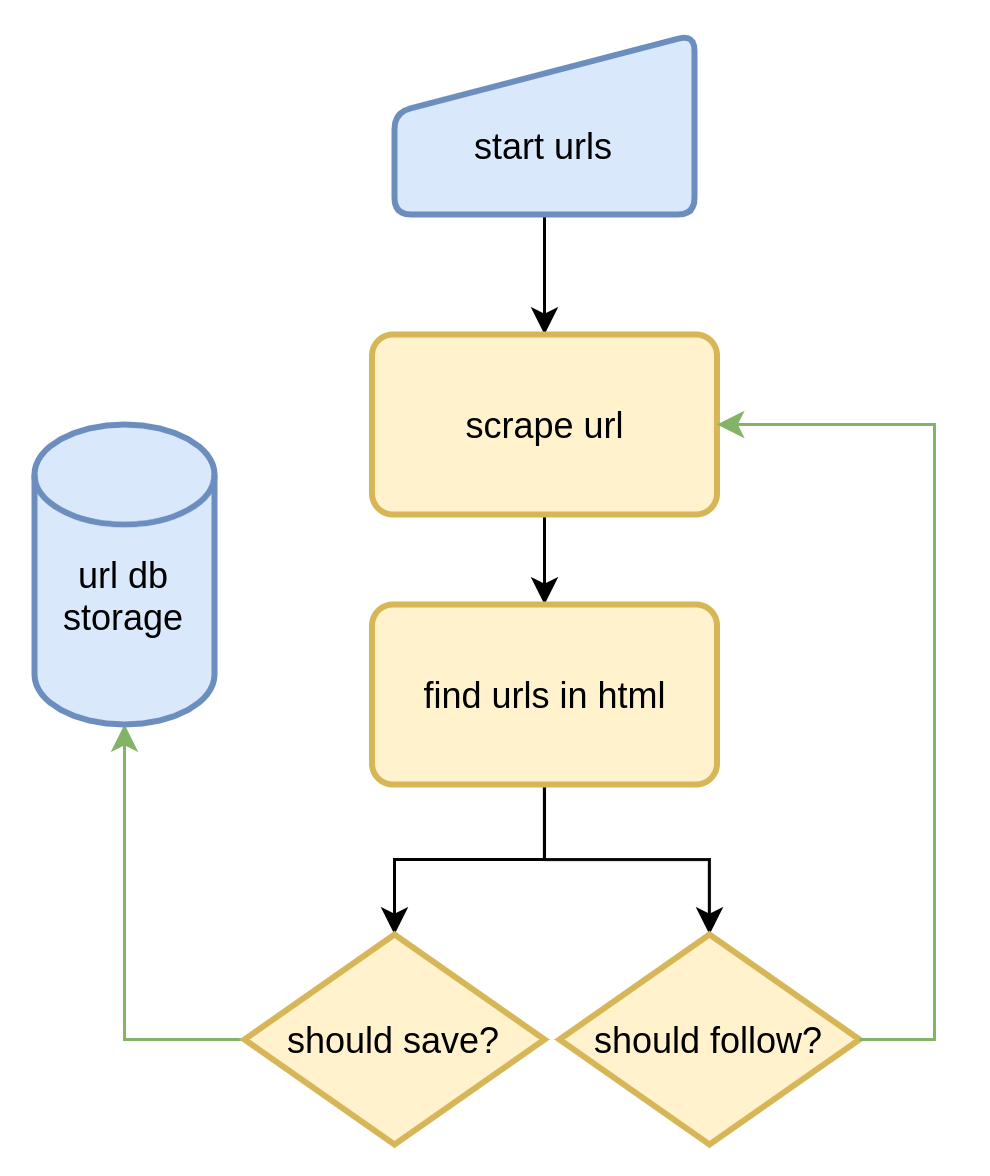 start urls
scrape url
url db
storage
find urls in html
should save?
should follow?